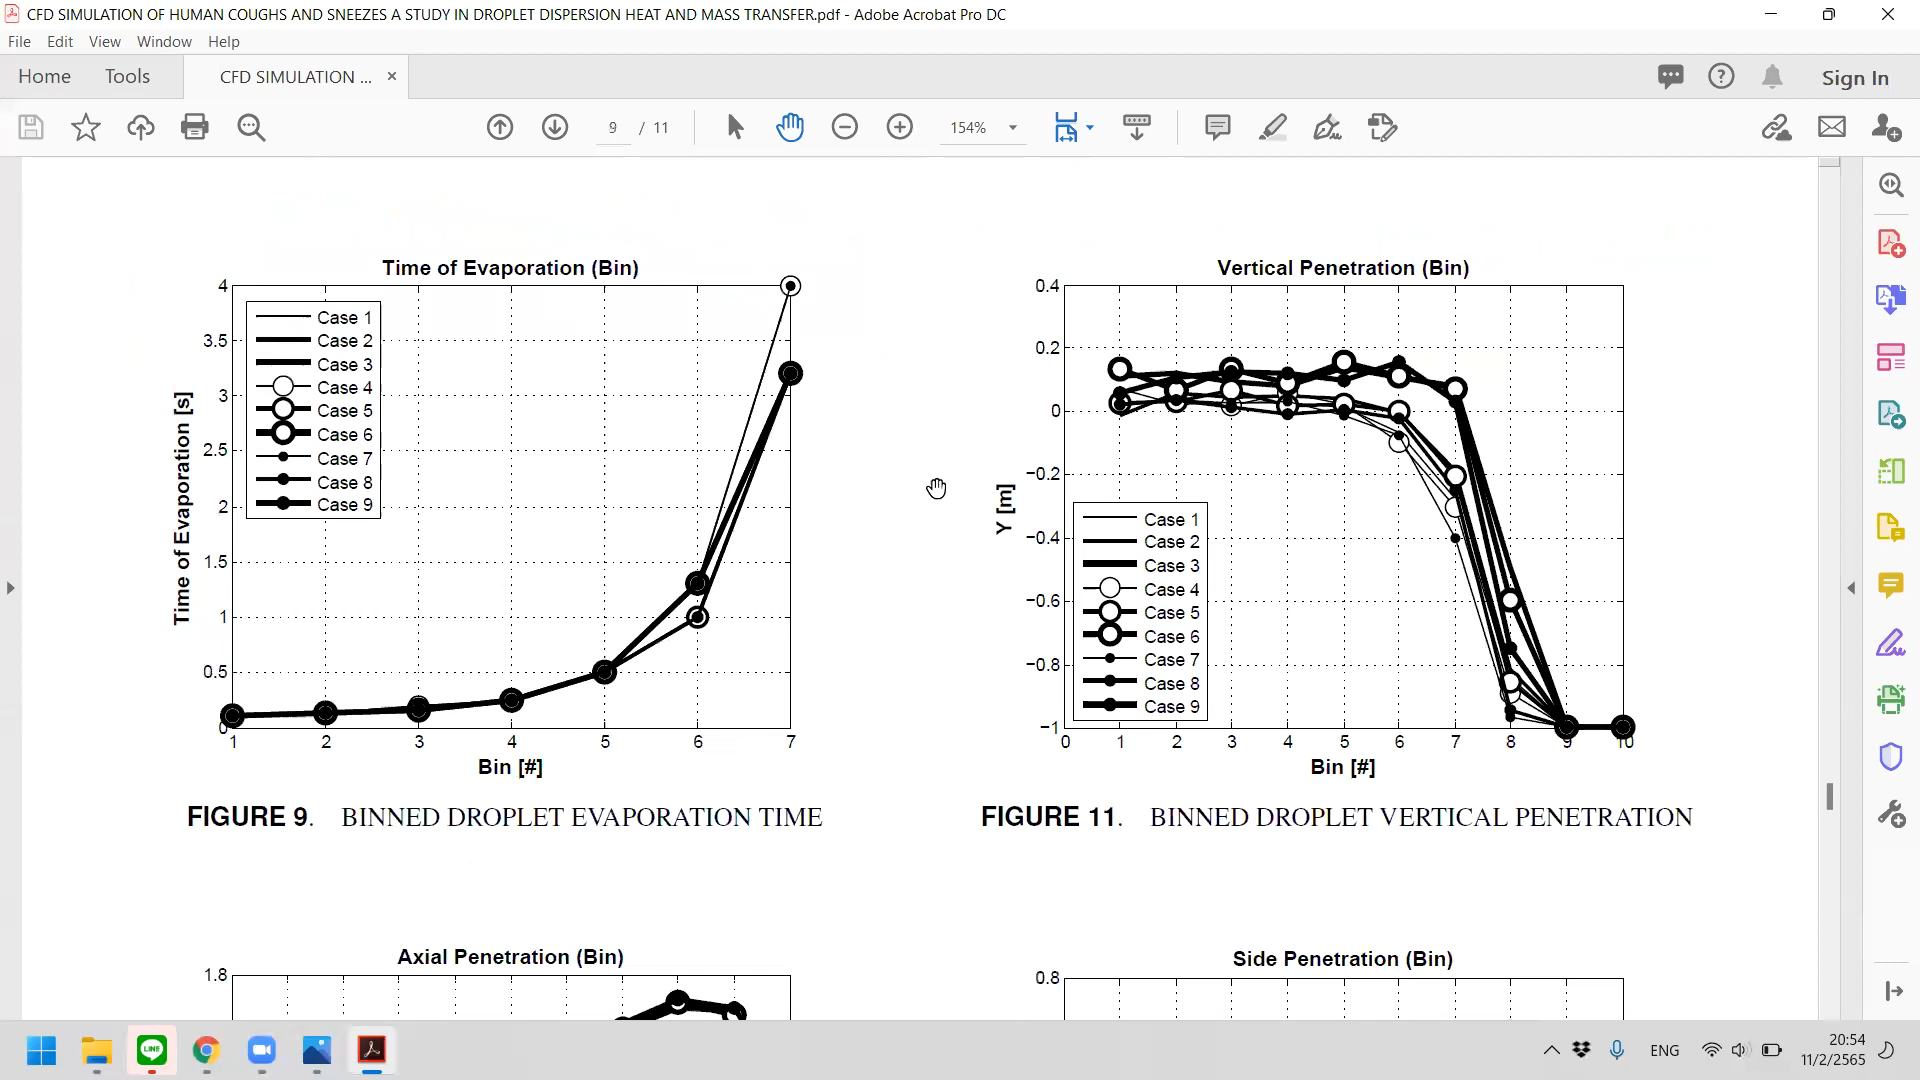 CFD SIMULATION OF HUMAN COUGHS AND SNEEZES A STUDY IN DROPLET DISPERSION HEAT AND MASS TRANSFER.pdf - Adobe Acrobat Pro DC
File Edit View Window Help
Home Tools CFD SIMULATION ... × Sign In
9 / 11 154%
Time of Evaporation (Bin)
4
3.5
3
2.5
2
1.5
1
0.5
0
Time of Evaporation [s]
Case 1
Case 2
Case 3
Case 4
Case 5
Case 6
Case 7
Case 8
Case 9
1 2 3 4 5 6 7
Bin [#]
FIGURE 9. BINNED DROPLET EVAPORATION TIME
Vertical Penetration (Bin)
0.4
0.2
0
−0.2
−0.4
−0.6
−0.8
−1
Y [m]
Case 1
Case 2
Case 3
Case 4
Case 5
Case 6
Case 7
Case 8
Case 9
0 1 2 3 4 5 6 7 8 9 10
Bin [#]
FIGURE 11. BINNED DROPLET VERTICAL PENETRATION
Axial Penetration (Bin)
1.8
Side Penetration (Bin)
0.8
LINE
ENG
20:54
11/2/2565